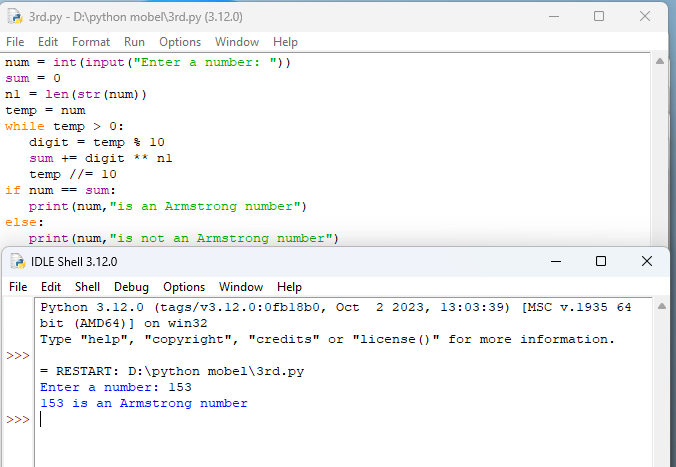 3rd.py - D:\python mobel\3rd.py (3.12.0)
File Edit Format Run Options Window Help
num = int(input("Enter a number: "))
sum = 0
nl = len(str(num))
temp = num
while temp > 0:
   digit = temp % 10
   sum += digit ** nl
   temp //= 10
if num == sum:
   print(num,"is an Armstrong number")
else:
   print(num,"is not an Armstrong number")
IDLE Shell 3.12.0
File Edit Shell Debug Options Window Help
Python 3.12.0 (tags/v3.12.0:0fb18b0, Oct  2 2023, 13:03:39) [MSC v.1935 64
bit (AMD64)] on win32
Type "help", "copyright", "credits" or "license()" for more information.
>>>
= RESTART: D:\python mobel\3rd.py
Enter a number: 153
153 is an Armstrong number
>>>